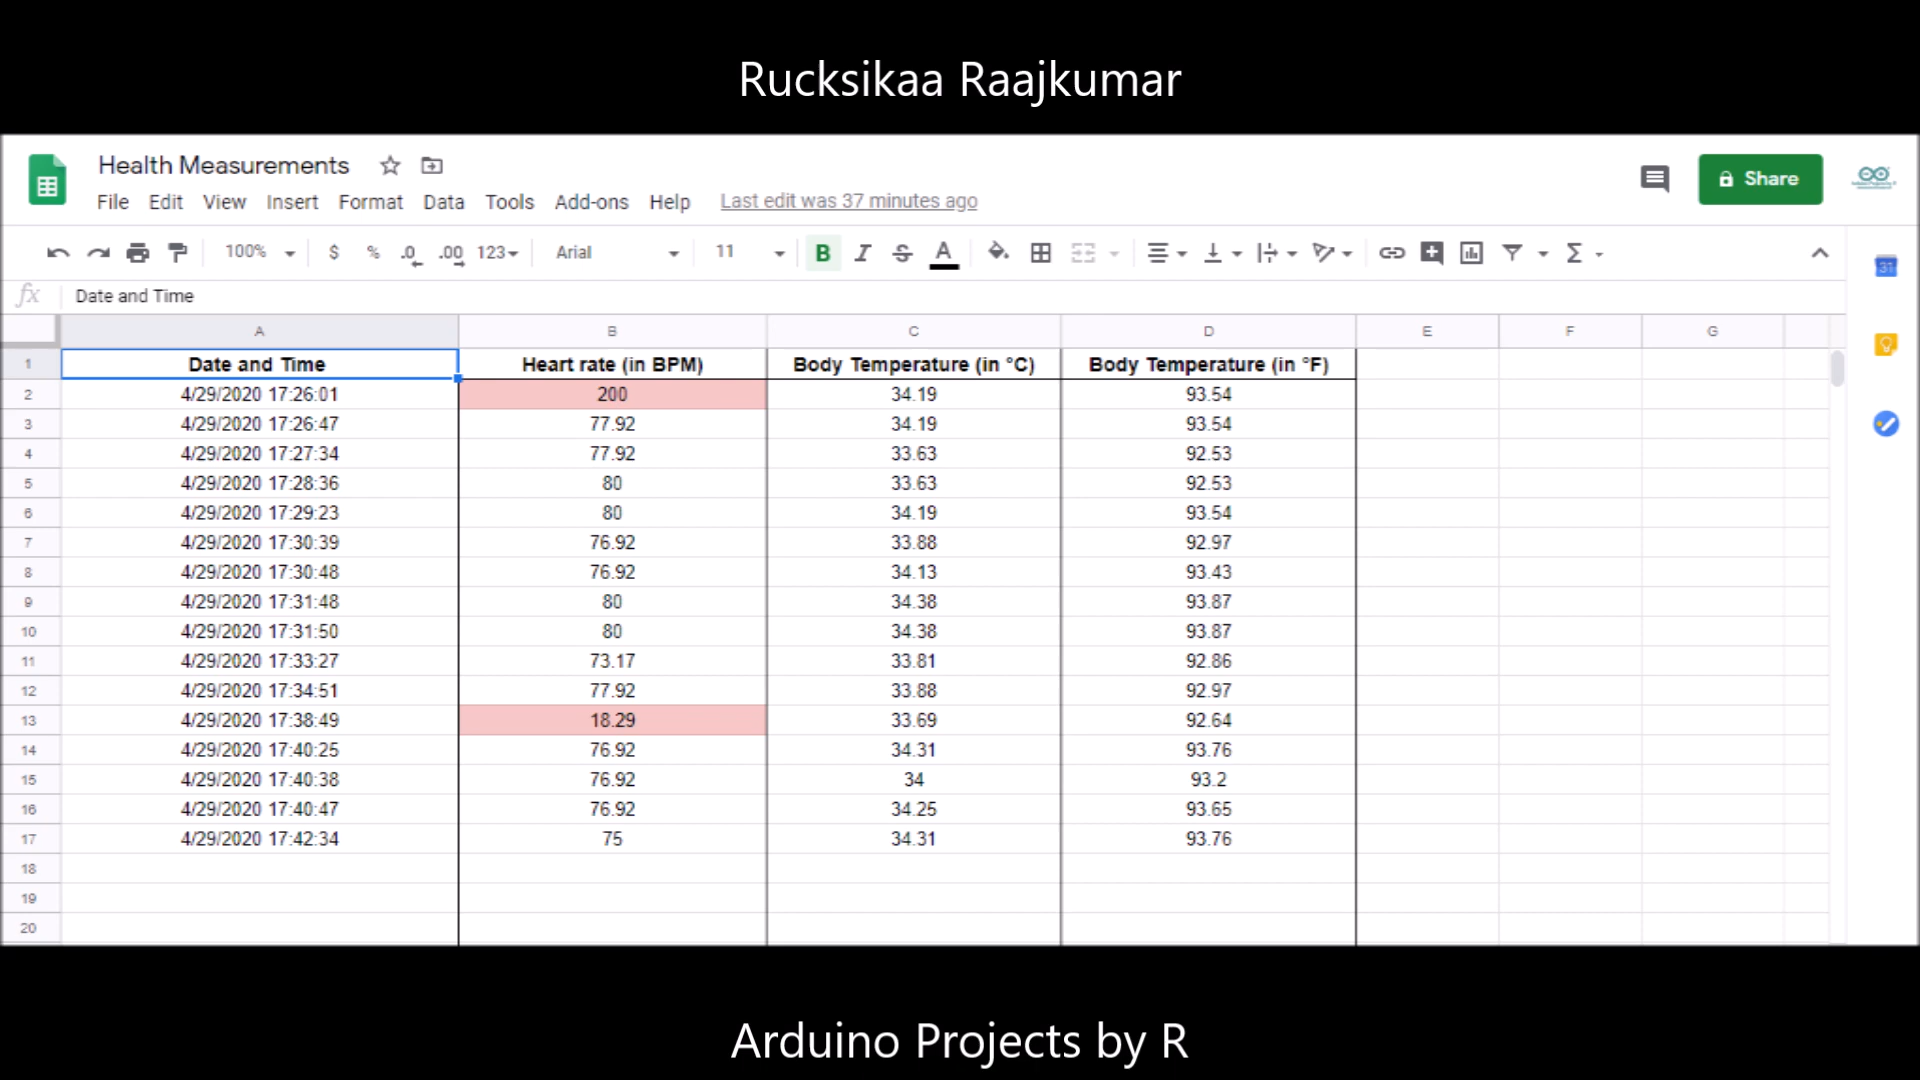 Rucksikaa Raajkumar
Health Measurements
File Edit View Insert Format Data Tools Add-ons Help Last edit was 37 minutes ago
Share
100% $ % .0 .00 123 Arial 11 B I S A
31
fx Date and Time
A B C D E F G
1 Date and Time Heart rate (in BPM) Body Temperature (in °C) Body Temperature (in °F)
2 4/29/2020 17:26:01 200 34.19 93.54
3 4/29/2020 17:26:47 77.92 34.19 93.54
4 4/29/2020 17:27:34 77.92 33.63 92.53
5 4/29/2020 17:28:36 80 33.63 92.53
6 4/29/2020 17:29:23 80 34.19 93.54
7 4/29/2020 17:30:39 76.92 33.88 92.97
8 4/29/2020 17:30:48 76.92 34.13 93.43
9 4/29/2020 17:31:48 80 34.38 93.87
10 4/29/2020 17:31:50 80 34.38 93.87
11 4/29/2020 17:33:27 73.17 33.81 92.86
12 4/29/2020 17:34:51 77.92 33.88 92.97
13 4/29/2020 17:38:49 18.29 33.69 92.64
14 4/29/2020 17:40:25 76.92 34.31 93.76
15 4/29/2020 17:40:38 76.92 34 93.2
16 4/29/2020 17:40:47 76.92 34.25 93.65
17 4/29/2020 17:42:34 75 34.31 93.76
18
19
20
Arduino Projects by R